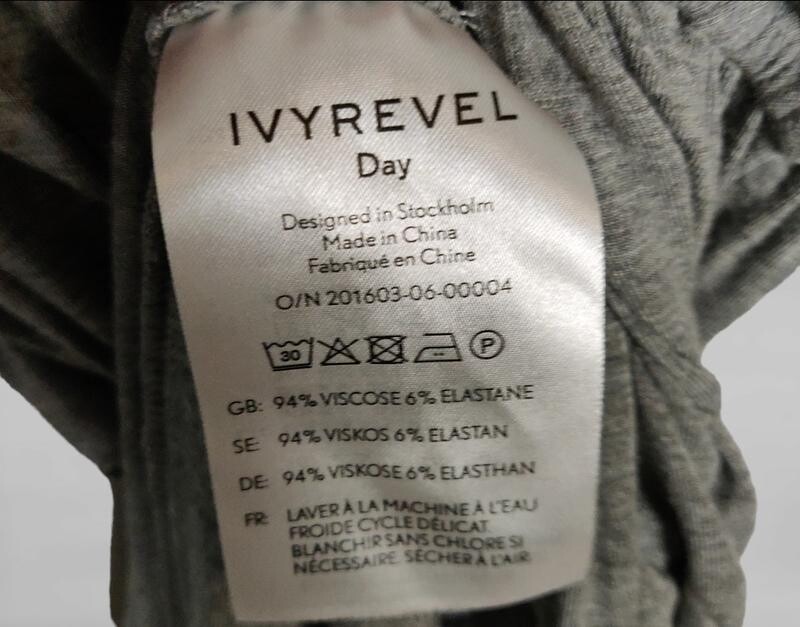 IVYREVEL
Day
Designed in Stockholm
Made in China
Fabriqué en Chine
O/N 201603-06-00004
30 P
GB: 94% VISCOSE 6% ELASTANE
SE: 94% VISKOS 6% ELASTAN
DE: 94% VISKOSE 6% ELASTHAN
FR: LAVER À LA MACHINE À L'EAU
FROIDE CYCLE DÉLICAT.
BLANCHIR SANS CHLORE SI
NÉCESSAIRE. SÉCHER À L'AIR.